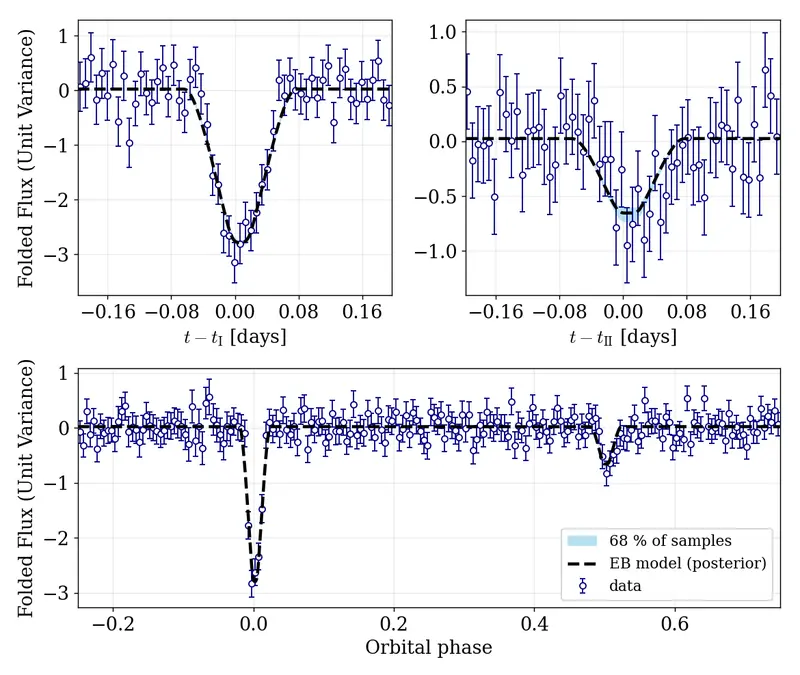 Folded Flux (Unit Variance)
1
0
−1
−2
−3
−0.16 −0.08 0.00 0.08 0.16
t − t_I [days]
1.0
0.5
0.0
−0.5
−1.0
−0.16 −0.08 0.00 0.08 0.16
t − t_II [days]
Folded Flux (Unit Variance)
1
0
−1
−2
−3
68 % of samples
EB model (posterior)
data
−0.2 0.0 0.2 0.4 0.6
Orbital phase